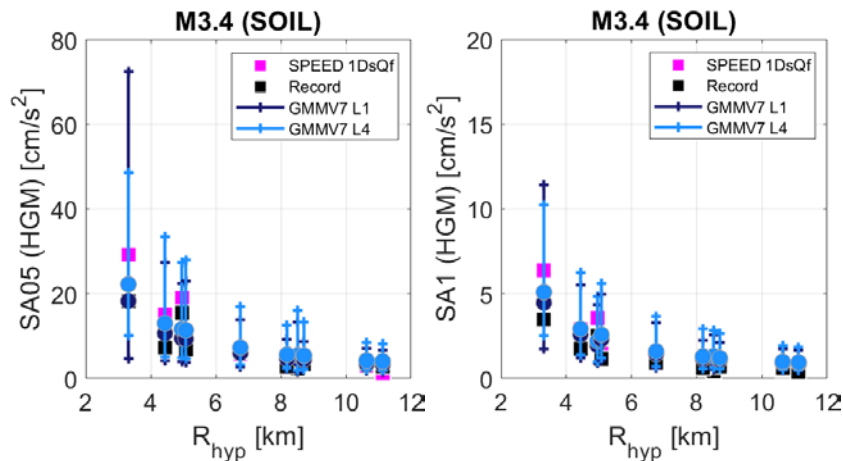 M3.4 (SOIL)
80
60
40
20
0
SA05 (HGM) [cm/s²]
SPEED 1DsQf
Record
GMMV7 L1
GMMV7 L4
2 4 6 8 10 12
R_hyp [km]
M3.4 (SOIL)
20
15
10
5
0
SA1 (HGM) [cm/s²]
SPEED 1DsQf
Record
GMMV7 L1
GMMV7 L4
2 4 6 8 10 12
R_hyp [km]